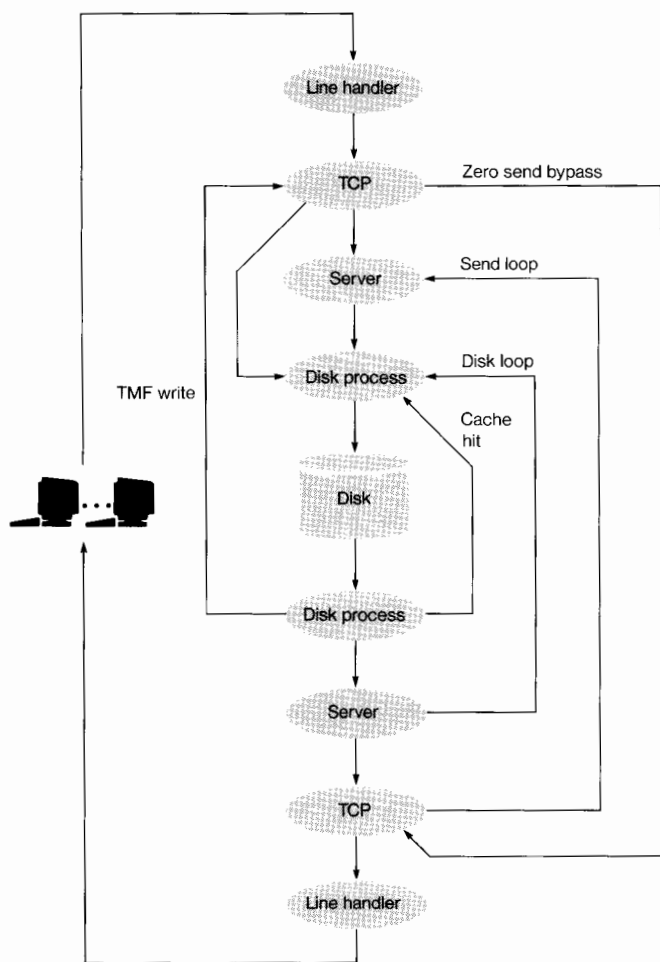 Line handler
TCP
Zero send bypass
Server
Send loop
Disk process
Disk loop
TMF write
Cache
hit
Disk
Disk process
Server
TCP
Line handler